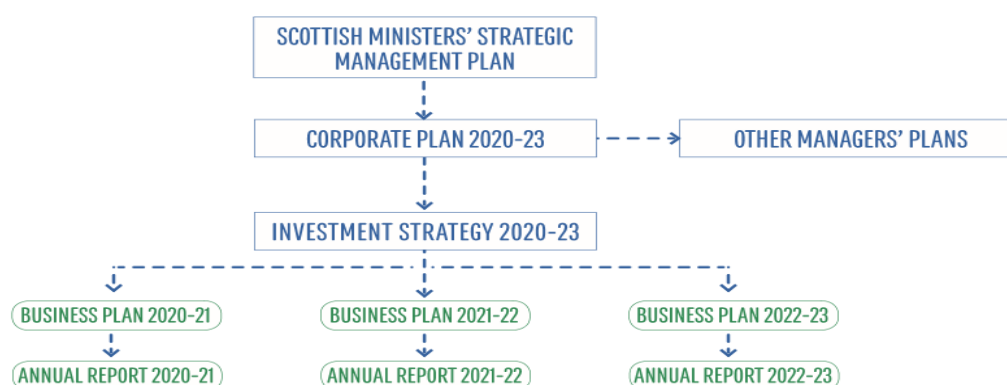 SCOTTISH MINISTERS' STRATEGIC
MANAGEMENT PLAN
CORPORATE PLAN 2020-23
OTHER MANAGERS' PLANS
INVESTMENT STRATEGY 2020-23
BUSINESS PLAN 2020-21
BUSINESS PLAN 2021-22
BUSINESS PLAN 2022-23
ANNUAL REPORT 2020-21
ANNUAL REPORT 2021-22
ANNUAL REPORT 2022-23